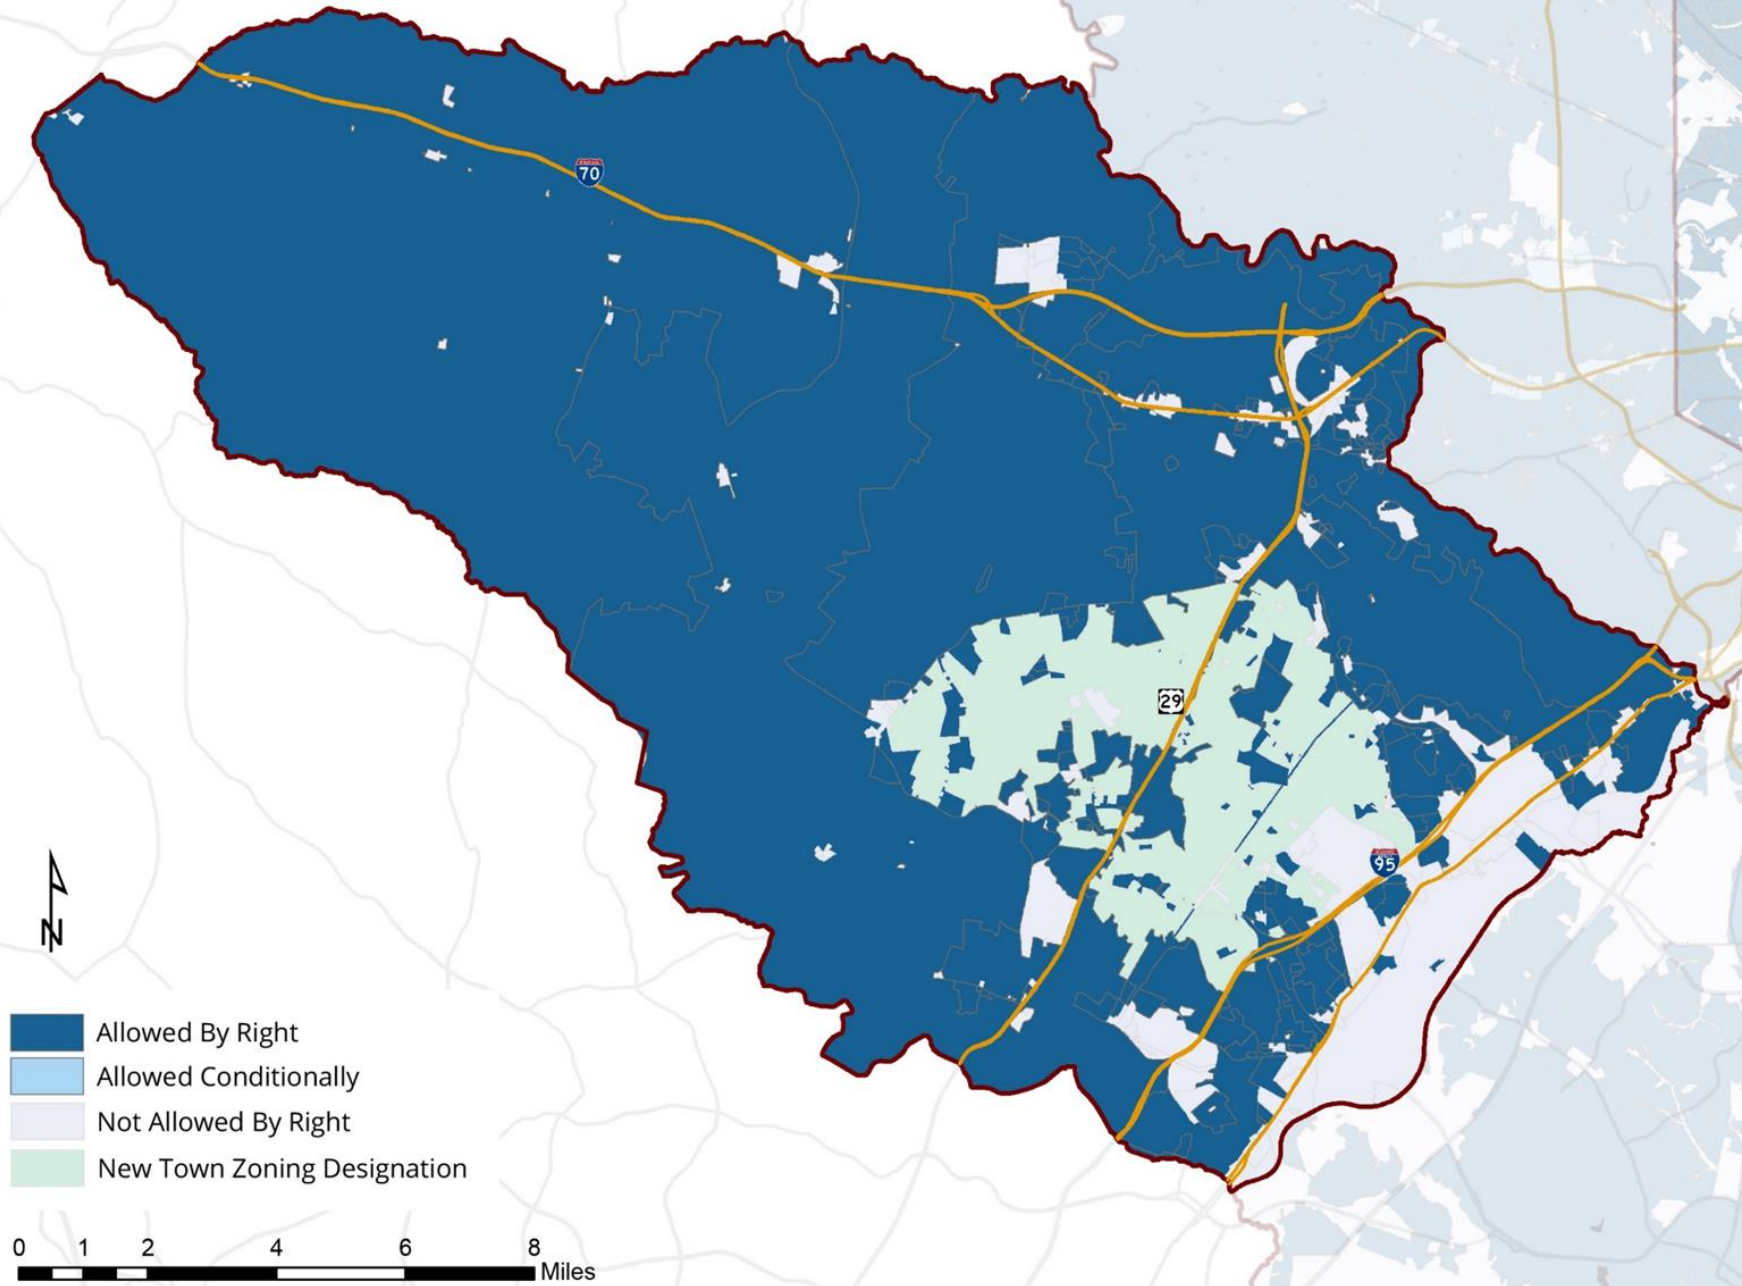 70
29
95
N
Allowed By Right
Allowed Conditionally
Not Allowed By Right
New Town Zoning Designation
0 1 2 4 6 8
Miles